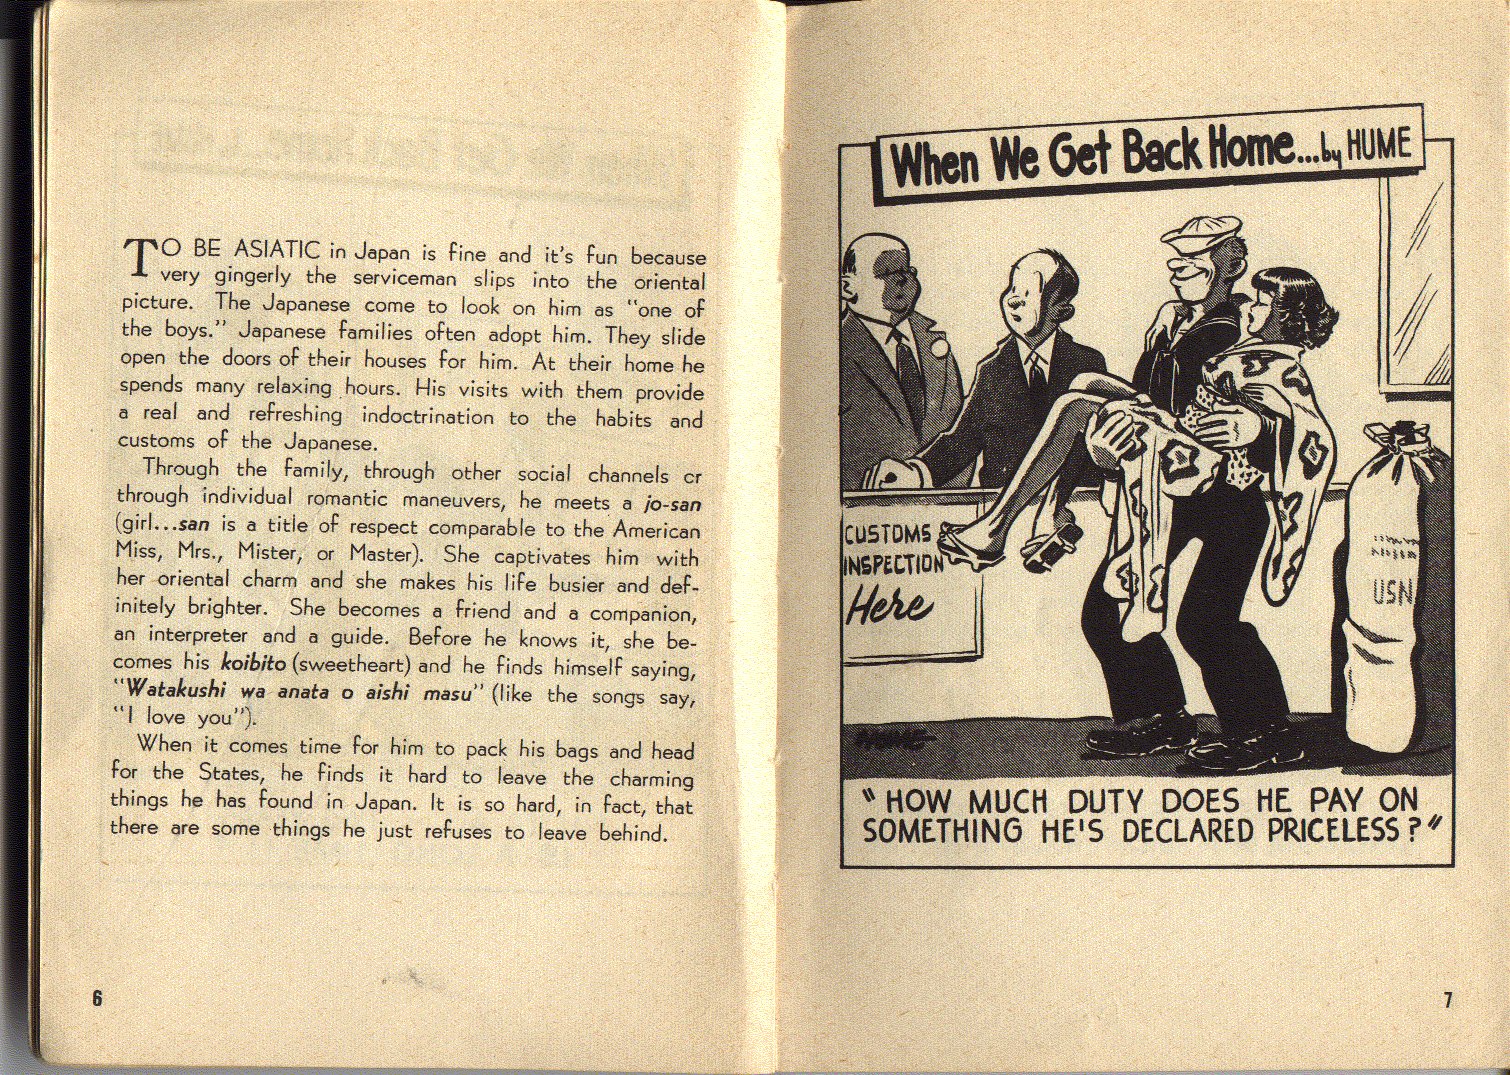 TO BE ASIATIC in Japan is fine and it's fun because
very gingerly the serviceman slips into the oriental
picture. The Japanese come to look on him as "one of
the boys." Japanese families often adopt him. They slide
open the doors of their houses for him. At their home he
spends many relaxing hours. His visits with them provide
a real and refreshing indoctrination to the habits and
customs of the Japanese.
Through the family, through other social channels or
through individual romantic maneuvers, he meets a jo-san
(girl...san is a title of respect comparable to the American
Miss, Mrs., Mister, or Master). She captivates him with
her oriental charm and she makes his life busier and def-
initely brighter. She becomes a friend and a companion,
an interpreter and a guide. Before he knows it, she be-
comes his koibito (sweetheart) and he finds himself saying,
"Watakushi wa anata o aishi masu" (like the songs say,
"I love you").
When it comes time for him to pack his bags and head
for the States, he finds it hard to leave the charming
things he has found in Japan. It is so hard, in fact, that
there are some things he just refuses to leave behind.
6
When We Get Back Home...by HUME
CUSTOMS
INSPECTION
Here
USN
HUME
"HOW MUCH DUTY DOES HE PAY ON
SOMETHING HE'S DECLARED PRICELESS?"
7